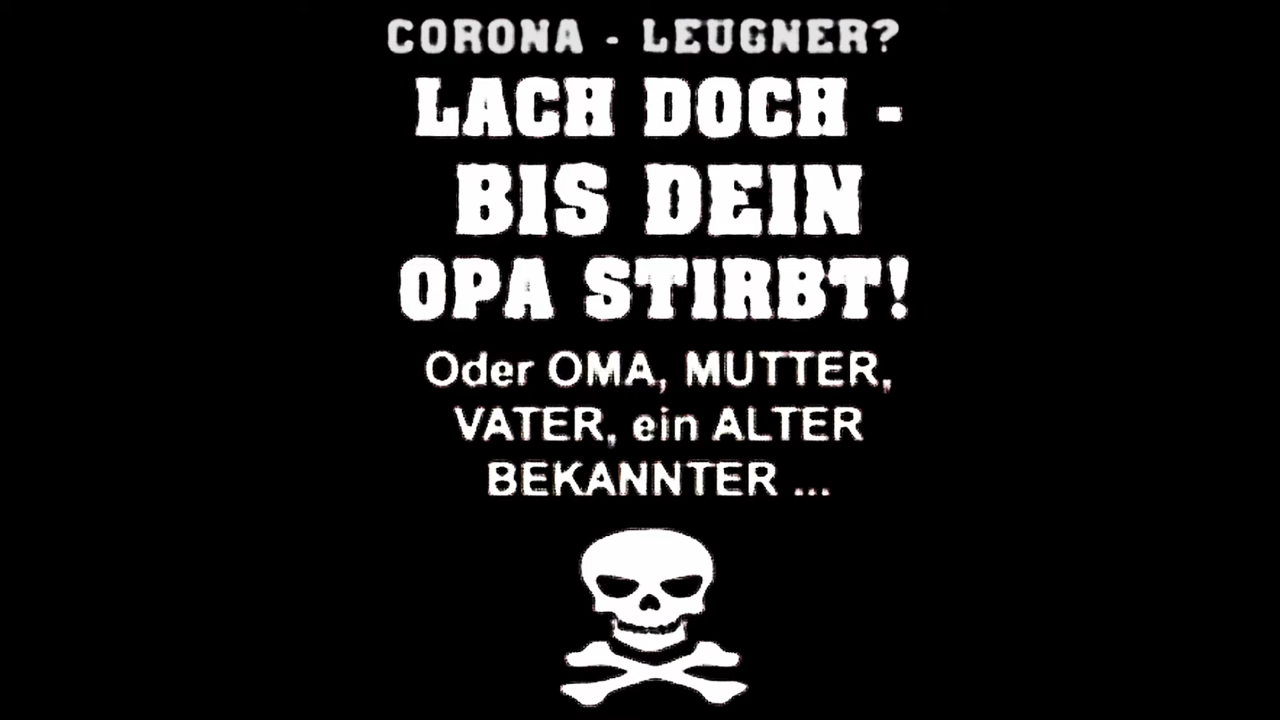 CORONA - LEUGNER?
LACH DOCH -
BIS DEIN
OPA STIRBT!
Oder OMA, MUTTER,
VATER, ein ALTER
BEKANNTER ...